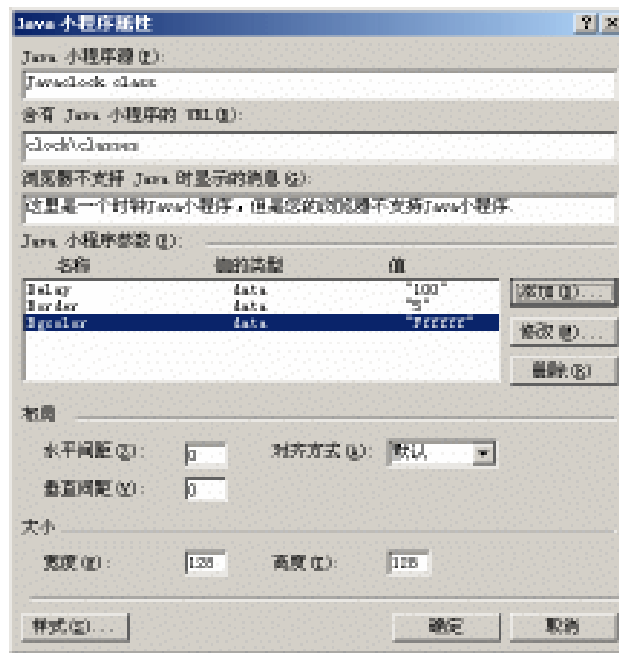 Java 小程序属性
Java 小程序源(E):
Javaclock.class
含有 Java 小程序的 URL(U):
clock\classes
浏览器不支持 Java 时显示的消息(G):
这里是一个时钟Java小程序，但是您的浏览器不支持Java小程序.
Java 小程序参数
名称 值的类型 值
Delay data "100"
Border data "5"
Bgcolor data "Ffffff"
添加
修改(M)...
删除(R)
布局
水平间距(Z): 0 对齐方式(A): 默认
垂直间距(V): 0
大小
宽度(W): 128 高度(T): 128
样式(S)... 确定 取消